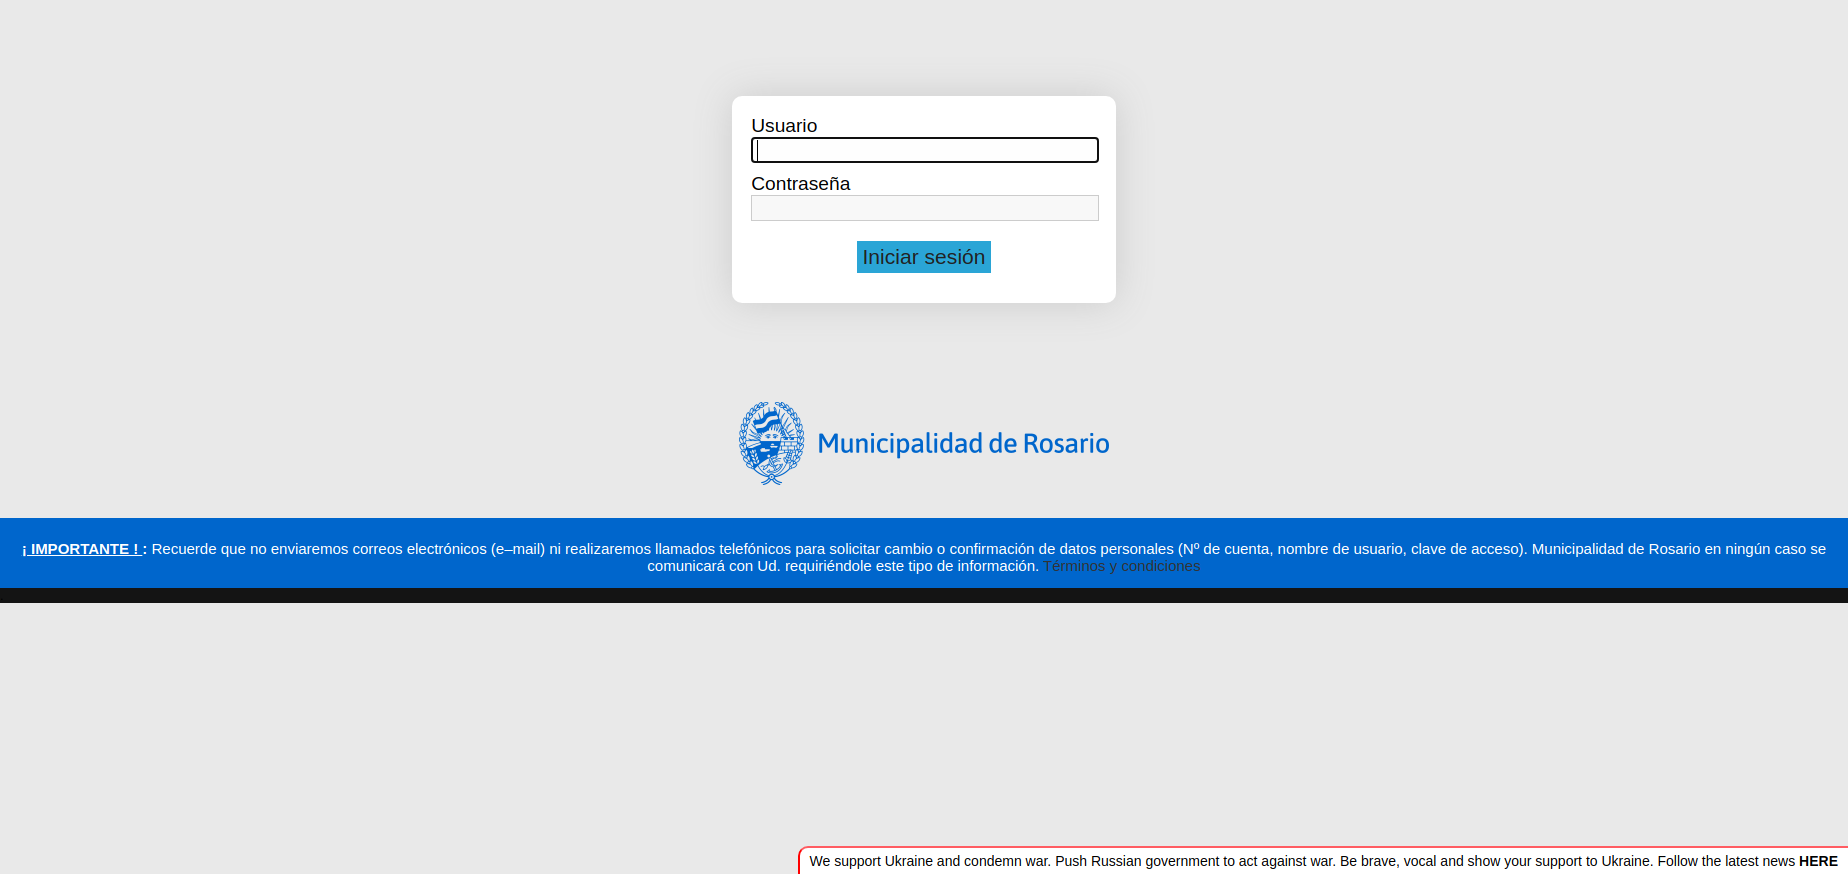 Usuario
Contraseña
Iniciar sesión
Municipalidad de Rosario
¡ IMPORTANTE ! : Recuerde que no enviaremos correos electrónicos (e–mail) ni realizaremos llamados telefónicos para solicitar cambio o confirmación de datos personales (Nº de cuenta, nombre de usuario, clave de acceso). Municipalidad de Rosario en ningún caso se
comunicará con Ud. requiriéndole este tipo de información. Términos y condiciones
We support Ukraine and condemn war. Push Russian government to act against war. Be brave, vocal and show your support to Ukraine. Follow the latest news HERE